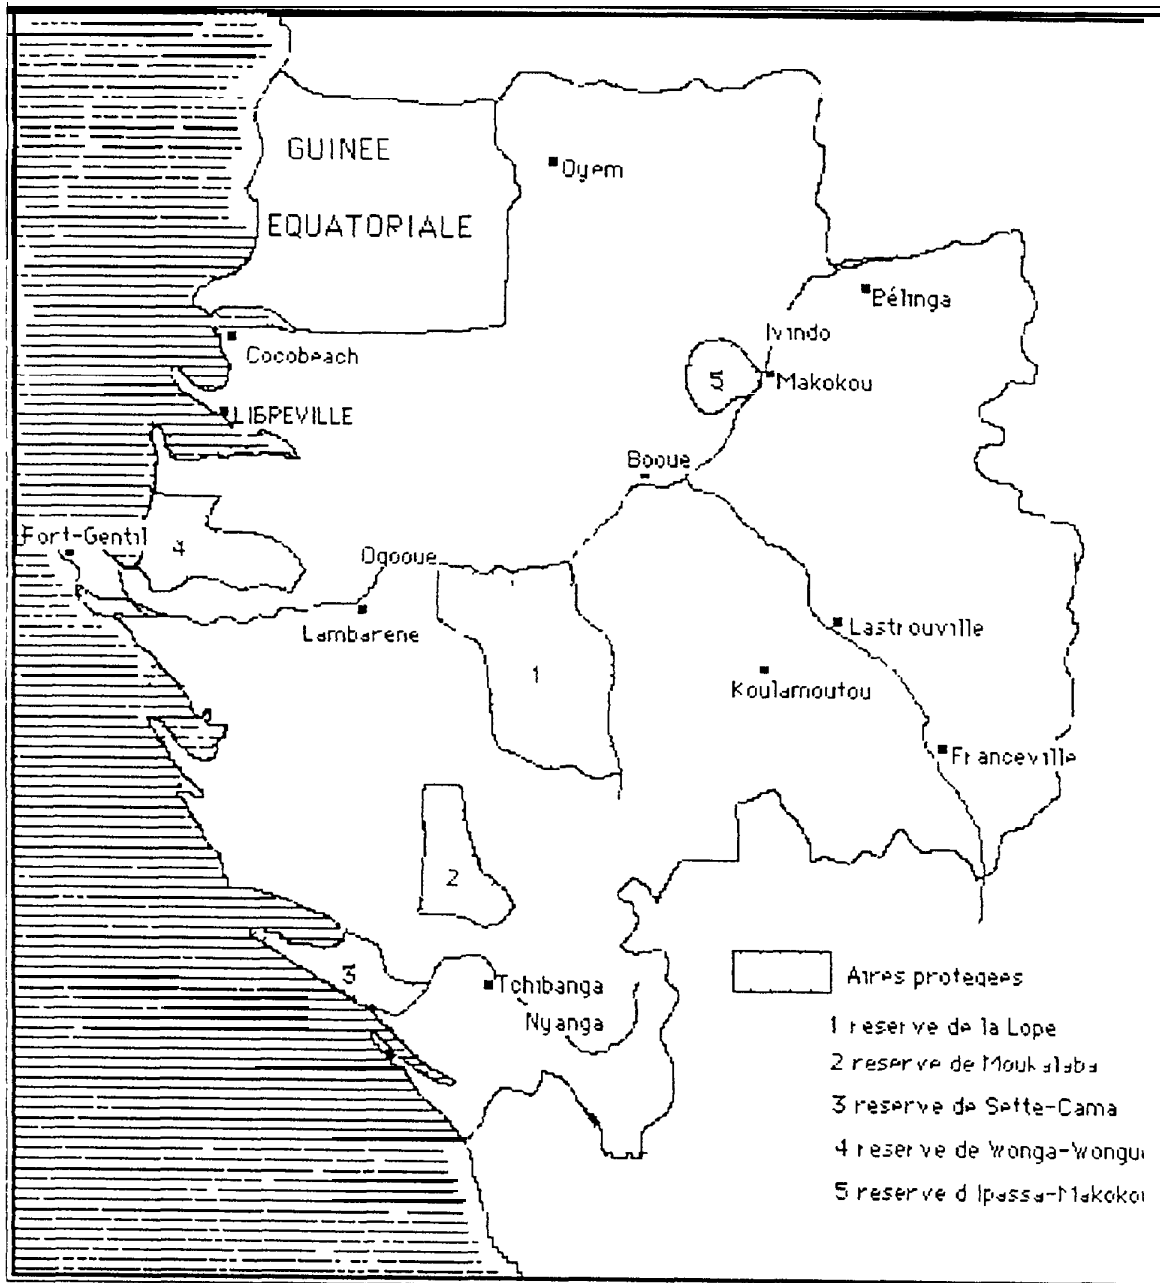 GUINEE
EQUATORIALE
Oyem
Bélinga
Ivindo
Cocobeach
5
Makokou
LIBREVILLE
Booue
Fort-Gentil
4
Ogooue
Lambarene
Lastrouville
1
Koulamoutou
Franceville
2
3
Tchibanga
Nyanga
Aires protegees
1 reserve de la Lope
2 reserve de Moukalaba
3 reserve de Sette-Cama
4 reserve de Wonga-Wongu
5 reserve d Ipassa-Makokou